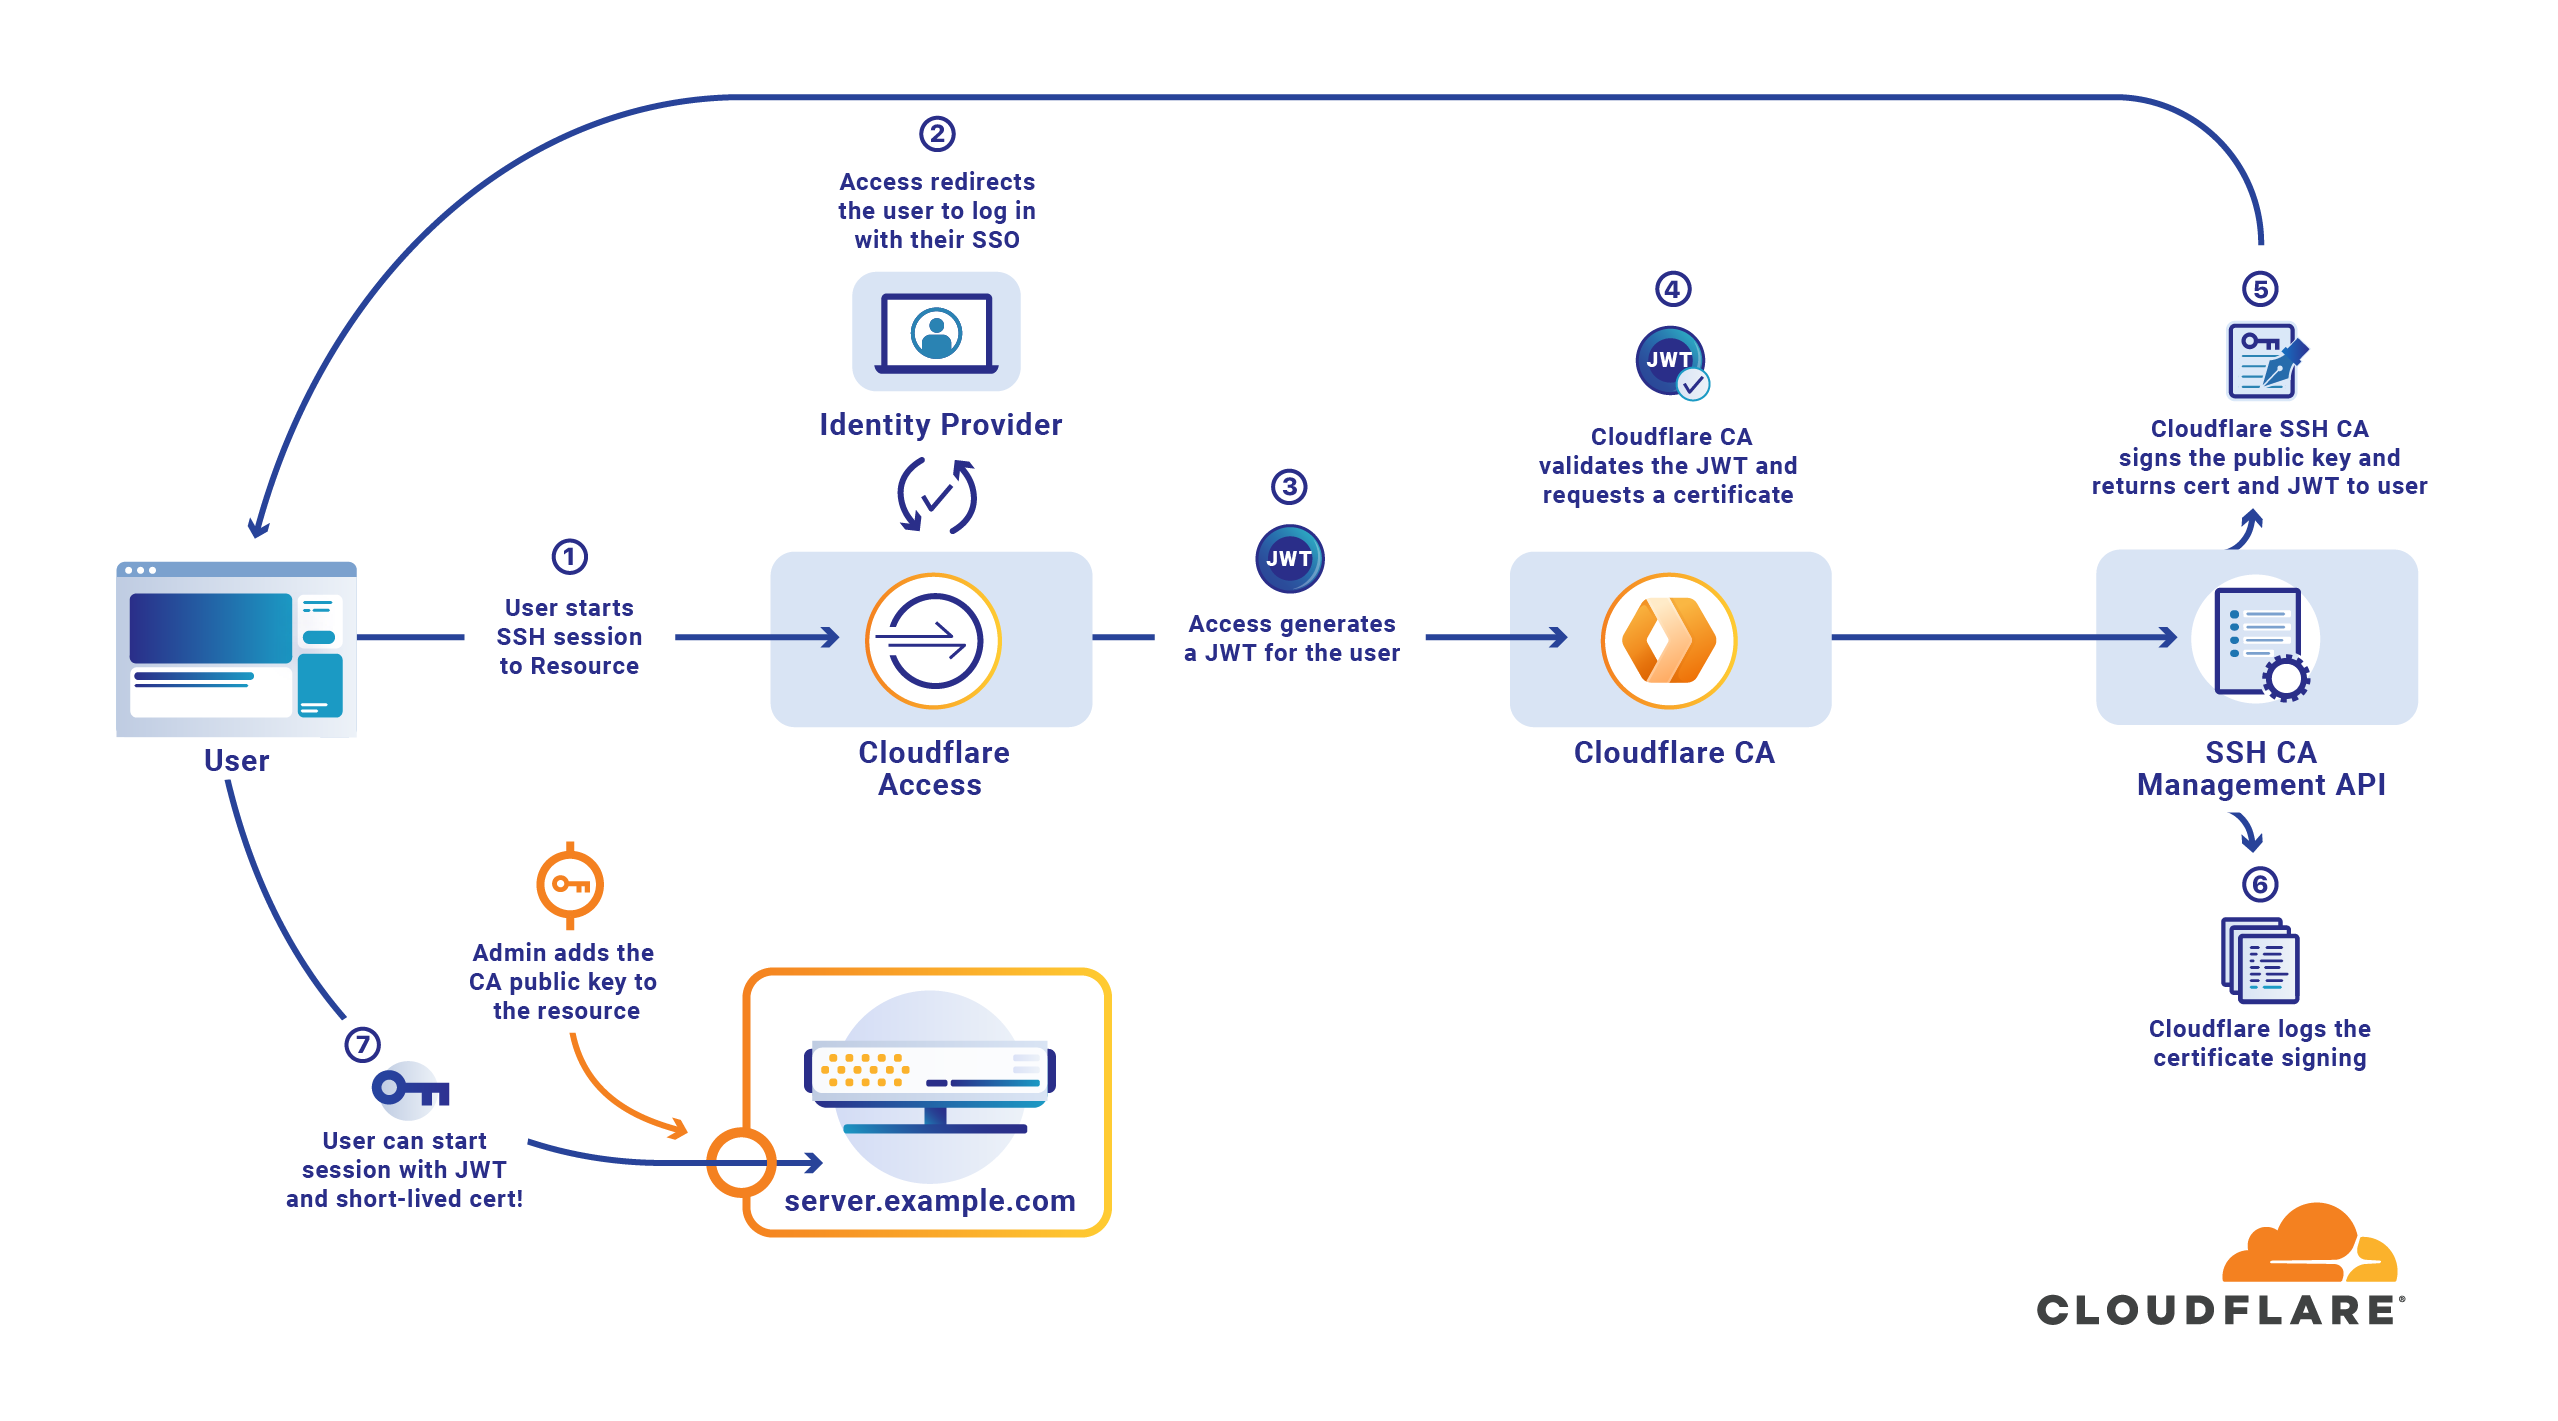 2
Access redirects
the user to log in
with their SSO
Identity Provider
1
User starts
SSH session
to Resource
User
Cloudflare
Access
3
JWT
Access generates
a JWT for the user
4
JWT
Cloudflare CA
validates the JWT and
requests a certificate
Cloudflare CA
5
Cloudflare SSH CA
signs the public key and
returns cert and JWT to user
SSH CA
Management API
6
Cloudflare logs the
certificate signing
Admin adds the
CA public key to
the resource
7
User can start
session with JWT
and short-lived cert!
server.example.com
CLOUDFLARE®